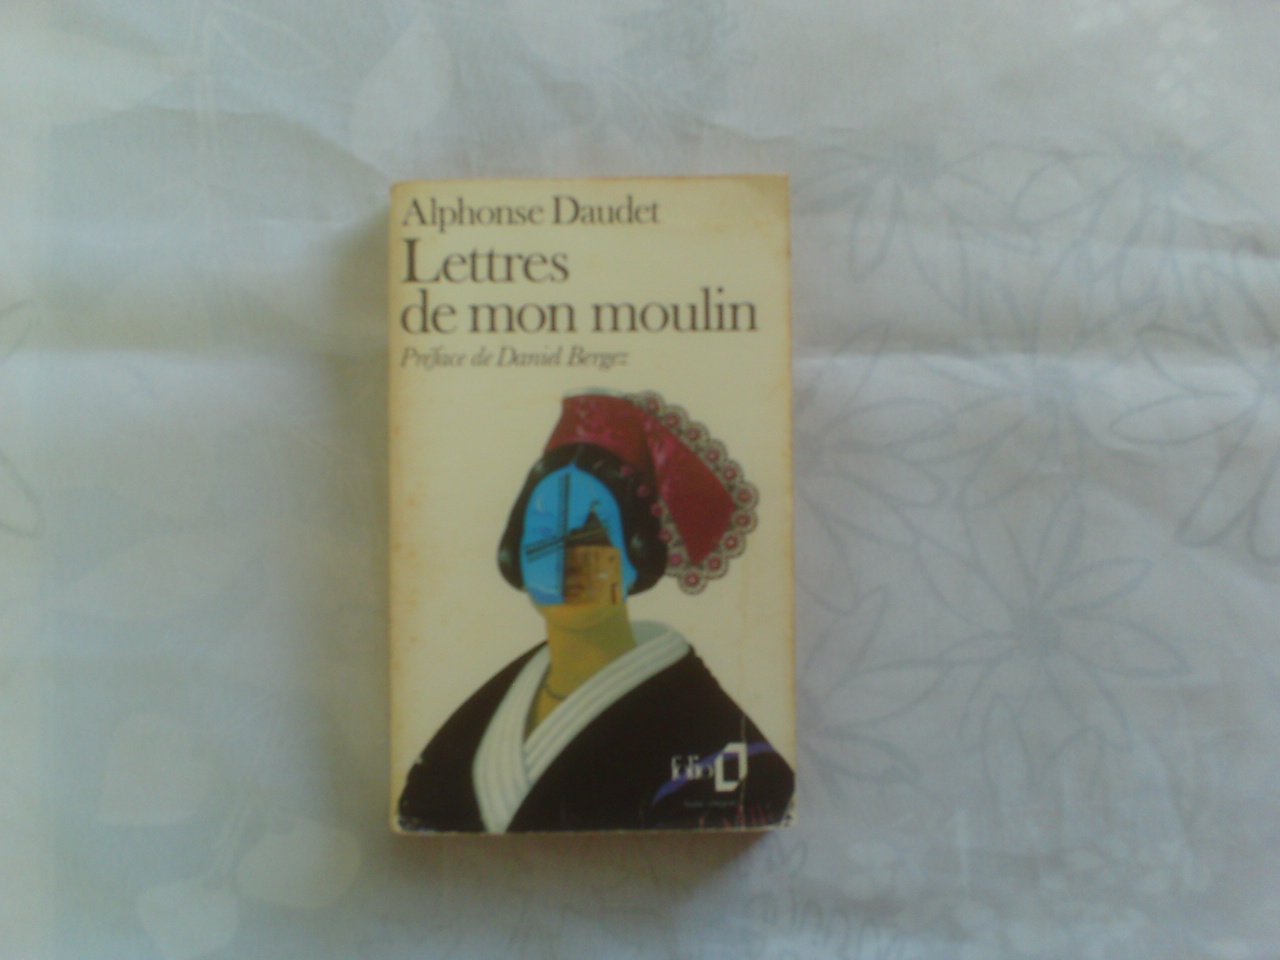 Alphonse Daudet
Lettres
de mon moulin
Préface de Daniel Bergez
folio